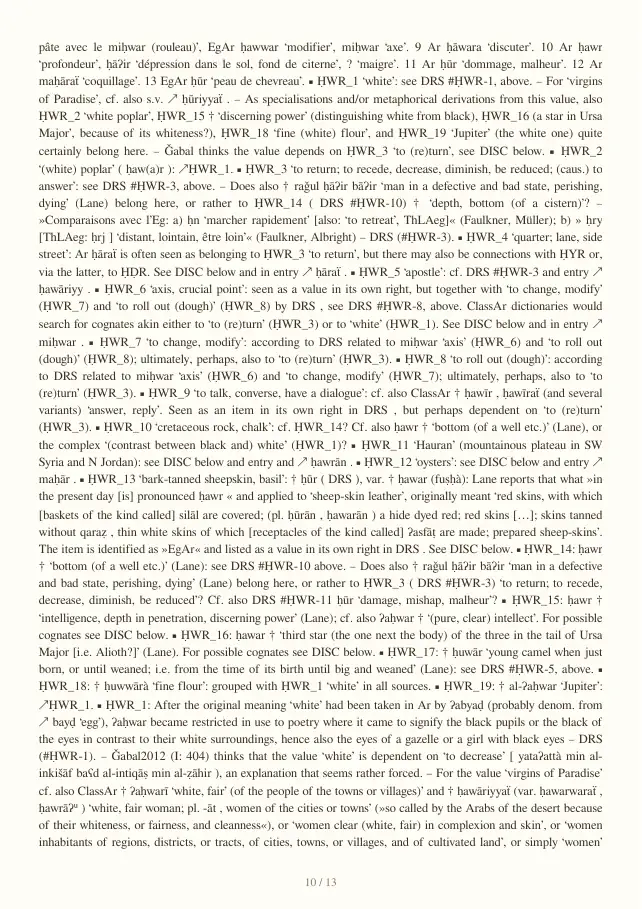 pâte avec le miḥwar (rouleau)’, EgAr ḥawwar ‘modifier’, miḥwar ‘axe’. 9 Ar ḥāwara ‘discuter’. 10 Ar ḥawr
‘profondeur’, ḥāʔir ‘dépression dans le sol, fond de citerne’, ? ‘maigre’. 11 Ar ḥūr ‘dommage, malheur’. 12 Ar
maḥāraẗ ‘coquillage’. 13 EgAr ḥūr ‘peau de chevreau’. ▪ ḤWR_1 ‘white’: see DRS #ḤWR-1, above. – For ‘virgins
of Paradise’, cf. also s.v. ↗ ḥūriyyaẗ . – As specialisations and/or metaphorical derivations from this value, also
ḤWR_2 ‘white poplar’, ḤWR_15 † ‘discerning power’ (distinguishing white from black), ḤWR_16 (a star in Ursa
Major’, because of its whiteness?), ḤWR_18 ‘fine (white) flour’, and ḤWR_19 ‘Jupiter’ (the white one) quite
certainly belong here. – Ǧabal thinks the value depends on ḤWR_3 ‘to (re)turn’, see DISC below. ▪ ḤWR_2
‘(white) poplar’ ( ḥaw(a)r ): ↗ḤWR_1. ▪ ḤWR_3 ‘to return; to recede, decrease, diminish, be reduced; (caus.) to
answer’: see DRS #ḤWR-3, above. – Does also † raǧul ḥāʔir bāʔir ‘man in a defective and bad state, perishing,
dying’ (Lane) belong here, or rather to ḤWR_14 ( DRS #ḤWR-10) † ‘depth, bottom (of a cistern)’? –
»Comparaisons avec l’Eg: a) ḥn ‘marcher rapidement’ [also: ‘to retreat’, ThLAeg]« (Faulkner, Müller); b) » ḥry
[ThLAeg: ḥrj ] ‘distant, lointain, être loin’« (Faulkner, Albright) – DRS (#ḤWR-3). ▪ ḤWR_4 ‘quarter; lane, side
street’: Ar ḥāraẗ is often seen as belonging to ḤWR_3 ‘to return’, but there may also be connections with ḤYR or,
via the latter, to ḤḌR. See DISC below and in entry ↗ ḥāraẗ . ▪ ḤWR_5 ‘apostle’: cf. DRS #ḤWR-3 and entry ↗
ḥawāriyy . ▪ ḤWR_6 ‘axis, crucial point’: seen as a value in its own right, but together with ‘to change, modify’
(ḤWR_7) and ‘to roll out (dough)’ (ḤWR_8) by DRS , see DRS #ḤWR-8, above. ClassAr dictionaries would
search for cognates akin either to ‘to (re)turn’ (ḤWR_3) or to ‘white’ (ḤWR_1). See DISC below and in entry ↗
miḥwar . ▪ ḤWR_7 ‘to change, modify’: according to DRS related to miḥwar ‘axis’ (ḤWR_6) and ‘to roll out
(dough)’ (ḤWR_8); ultimately, perhaps, also to ‘to (re)turn’ (ḤWR_3). ▪ ḤWR_8 ‘to roll out (dough)’: according
to DRS related to miḥwar ‘axis’ (ḤWR_6) and ‘to change, modify’ (ḤWR_7); ultimately, perhaps, also to ‘to
(re)turn’ (ḤWR_3). ▪ ḤWR_9 ‘to talk, converse, have a dialogue’: cf. also ClassAr † ḥawīr , ḥawīraẗ (and several
variants) ‘answer, reply’. Seen as an item in its own right in DRS , but perhaps dependent on ‘to (re)turn’
(ḤWR_3). ▪ ḤWR_10 ‘cretaceous rock, chalk’: cf. ḤWR_14? Cf. also ḥawr † ‘bottom (of a well etc.)’ (Lane), or
the complex ‘(contrast between black and) white’ (ḤWR_1)? ▪ ḤWR_11 ‘Hauran’ (mountainous plateau in SW
Syria and N Jordan): see DISC below and entry and ↗ ḥawrān . ▪ ḤWR_12 ‘oysters’: see DISC below and entry ↗
maḥār . ▪ ḤWR_13 ‘bark-tanned sheepskin, basil’: † ḥūr ( DRS ), var. † ḥawar (fuṣḥà): Lane reports that what »in
the present day [is] pronounced ḥawr « and applied to ‘sheep-skin leather’, originally meant ‘red skins, with which
[baskets of the kind called] silāl are covered; (pl. ḥūrān , ḥawarān ) a hide dyed red; red skins […]; skins tanned
without qaraẓ , thin white skins of which [receptacles of the kind called] ʔasfāṭ are made; prepared sheep-skins’.
The item is identified as »EgAr« and listed as a value in its own right in DRS . See DISC below. ▪ ḤWR_14: ḥawr
† ‘bottom (of a well etc.)’ (Lane): see DRS #ḤWR-10 above. – Does also † raǧul ḥāʔir bāʔir ‘man in a defective
and bad state, perishing, dying’ (Lane) belong here, or rather to ḤWR_3 ( DRS #ḤWR-3) ‘to return; to recede,
decrease, diminish, be reduced’? Cf. also DRS #ḤWR-11 ḥūr ‘damage, mishap, malheur’? ▪ ḤWR_15: ḥawr †
‘intelligence, depth in penetration, discerning power’ (Lane); cf. also ʔaḥwar † ‘(pure, clear) intellect’. For possible
cognates see DISC below. ▪ ḤWR_16: ḥawar † ‘third star (the one next the body) of the three in the tail of Ursa
Major [i.e. Alioth?]’ (Lane). For possible cognates see DISC below. ▪ ḤWR_17: † ḥuwār ‘young camel when just
born, or until weaned; i.e. from the time of its birth until big and weaned’ (Lane): see DRS #ḤWR-5, above. ▪
ḤWR_18: † ḥuwwārà ‘fine flour’: grouped with ḤWR_1 ‘white’ in all sources. ▪ ḤWR_19: † al-ʔaḥwar ‘Jupiter’:
↗ḤWR_1. ▪ ḤWR_1: After the original meaning ‘white’ had been taken in Ar by ʔabyaḍ (probably denom. from
↗ bayḍ ‘egg’), ʔaḥwar became restricted in use to poetry where it came to signify the black pupils or the black of
the eyes in contrast to their white surroundings, hence also the eyes of a gazelle or a girl with black eyes – DRS
(#ḤWR-1). – Ǧabal2012 (I: 404) thinks that the value ‘white’ is dependent on ‘to decrease’ [ yataʔattà min al-
inkišāf baʕd al-intiqāṣ min al-ẓāhir ), an explanation that seems rather forced. – For the value ‘virgins of Paradise’
cf. also ClassAr † ʔaḥwarī ‘white, fair’ (of the people of the towns or villages)’ and † ḥawāriyyaẗ (var. ḥawarwaraẗ ,
ḥawrāʔᵘ ) ‘white, fair woman; pl. -āt , women of the cities or towns’ (»so called by the Arabs of the desert because
of their whiteness, or fairness, and cleanness«), or ‘women clear (white, fair) in complexion and skin’, or ‘women
inhabitants of regions, districts, or tracts, of cities, towns, or villages, and of cultivated land’, or simply ‘women’
10 / 13